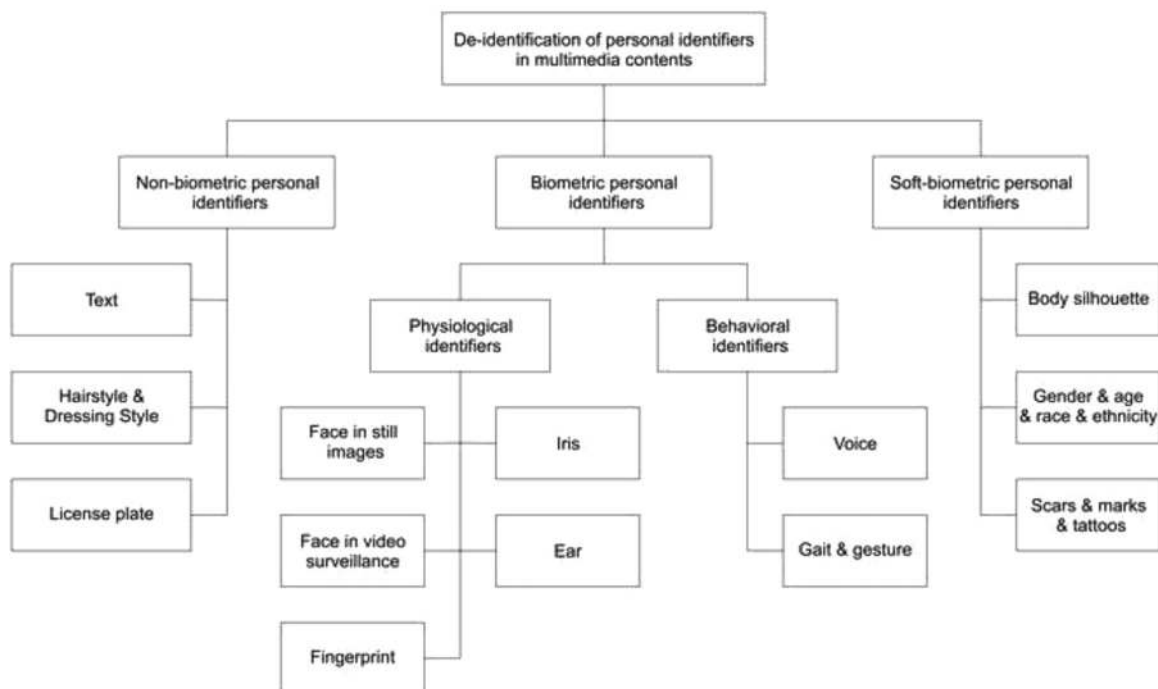 De-identification of personal identifiers
in multimedia contents
Non-biometric personal
identifiers
Biometric personal
identifiers
Soft-biometric personal
identifiers
Text
Hairstyle &
Dressing Style
License plate
Physiological
identifiers
Behavioral
identifiers
Face in still
images
Iris
Face in video
surveillance
Ear
Fingerprint
Voice
Gait & gesture
Body silhouette
Gender & age
& race & ethnicity
Scars & marks
& tattoos